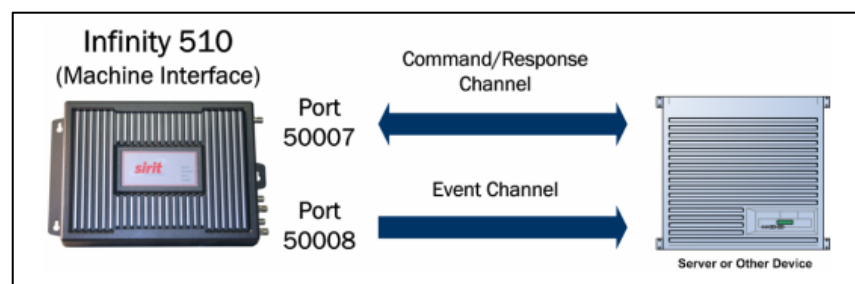 Infinity 510
(Machine Interface)
sirit
Port
50007
Command/Response
Channel
Port
50008
Event Channel
Server or Other Device